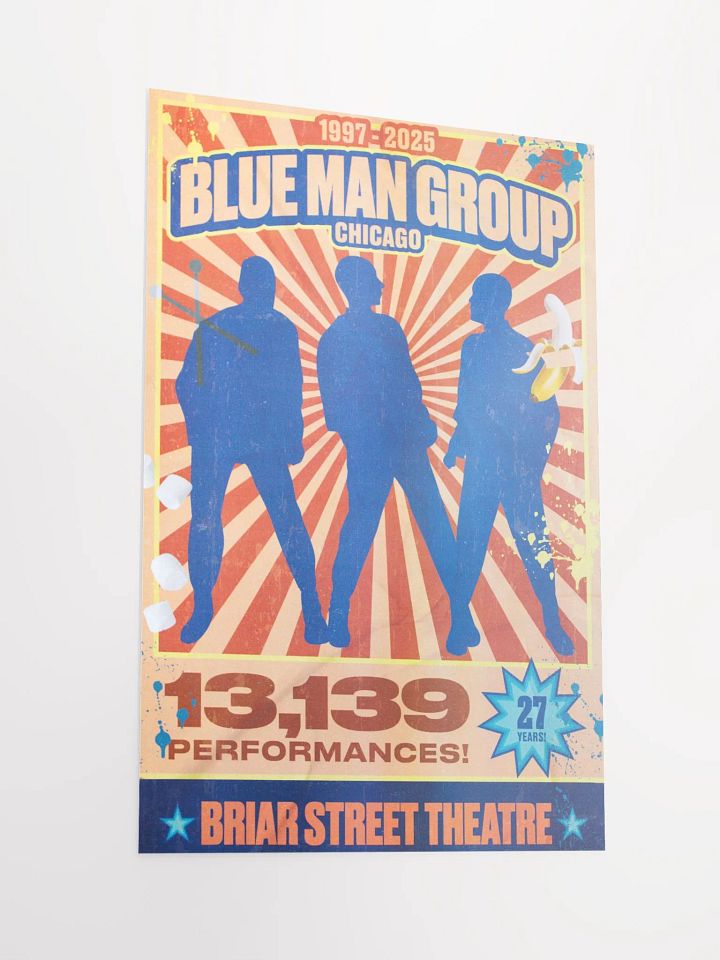 1997-2025
BLUE MAN GROUP
CHICAGO
13,139
PERFORMANCES!
27
YEARS!
BRIAR STREET THEATRE